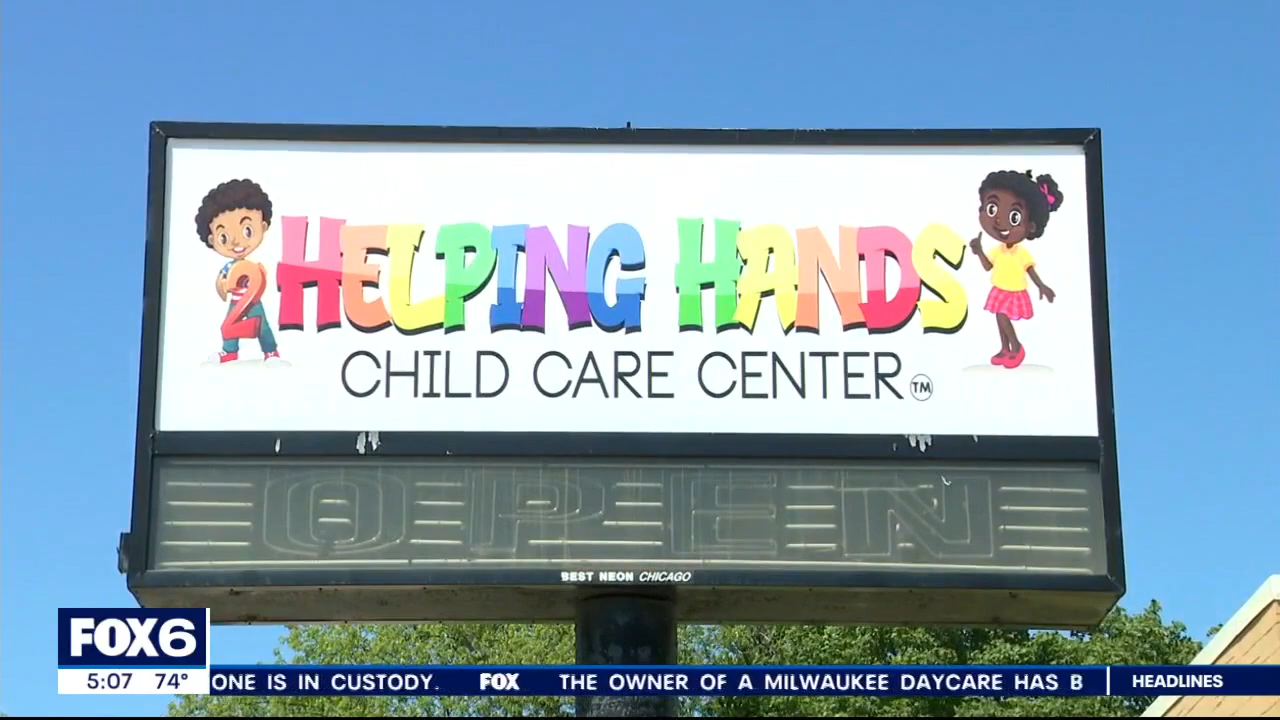 HELPING HANDS
CHILD CARE CENTER TM
2
OPEN
BEST NEON CHICAGO
FOX6
5:07 74°
ONE IS IN CUSTODY. FOX THE OWNER OF A MILWAUKEE DAYCARE HAS B
HEADLINES